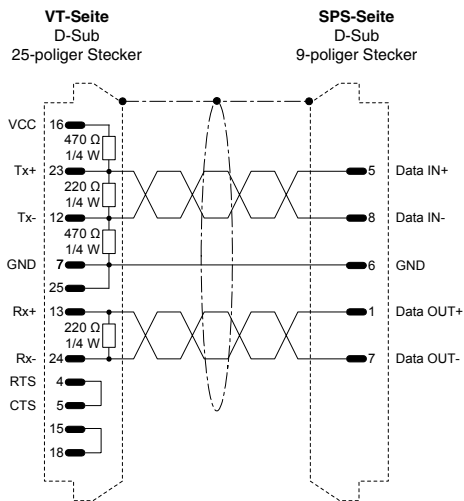 VT-Seite
D-Sub
25-poliger Stecker
SPS-Seite
D-Sub
9-poliger Stecker
VCC 16
470 Ω
1/4 W
Tx+ 23
5 Data IN+
220 Ω
1/4 W
Tx- 12
8 Data IN-
470 Ω
1/4 W
GND 7
6 GND
25
Rx+ 13
1 Data OUT+
220 Ω
1/4 W
Rx- 24
7 Data OUT-
RTS 4
CTS 5
15
18